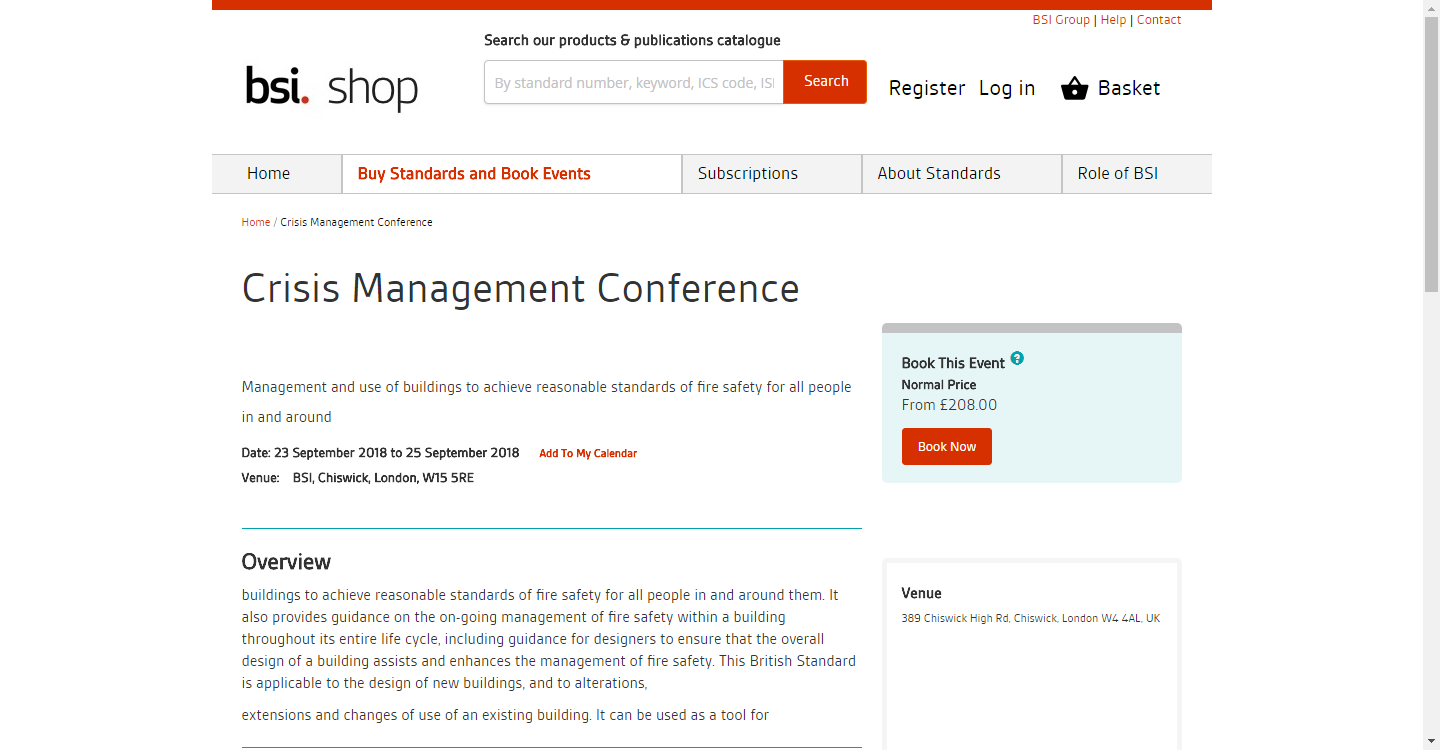 BSI Group | Help | Contact
Search our products & publications catalogue
bsi. shop
By standard number, keyword, ICS code, ISI
Search
Register Log in Basket
Home Buy Standards and Book Events Subscriptions About Standards Role of BSI
Home / Crisis Management Conference
Crisis Management Conference
Management and use of buildings to achieve reasonable standards of fire safety for all people
in and around
Date: 23 September 2018 to 25 September 2018 Add To My Calendar
Venue: BSI, Chiswick, London, W15 5RE
Book This Event ?
Normal Price
From £208.00
Book Now
Overview
buildings to achieve reasonable standards of fire safety for all people in and around them. It
also provides guidance on the on-going management of fire safety within a building
throughout its entire life cycle, including guidance for designers to ensure that the overall
design of a building assists and enhances the management of fire safety. This British Standard
is applicable to the design of new buildings, and to alterations,
extensions and changes of use of an existing building. It can be used as a tool for
Venue
389 Chiswick High Rd, Chiswick, London W4 4AL, UK